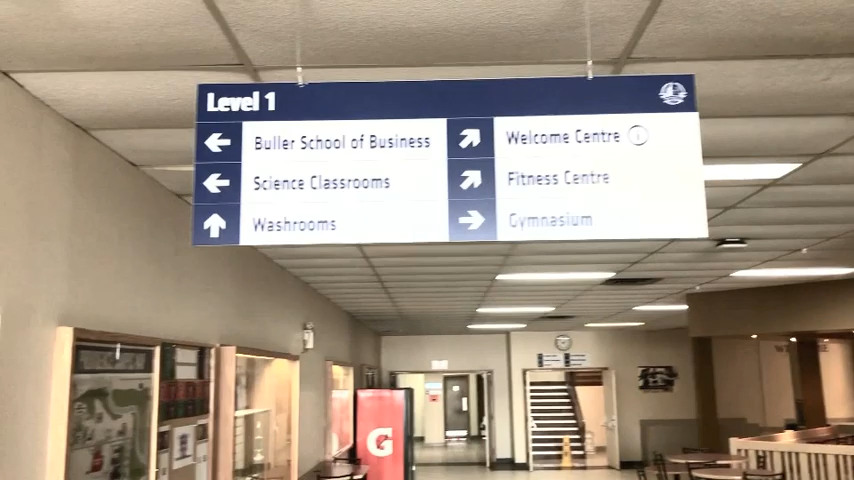 Level 1
Buller School of Business
Science Classrooms
Washrooms
Welcome Centre i
Fitness Centre
Gymnasium
G